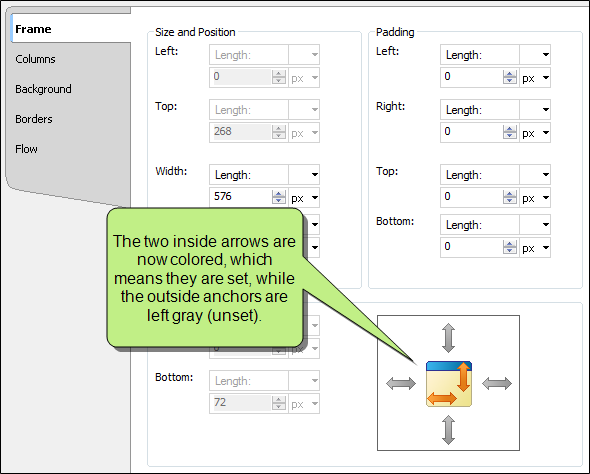 Frame
Columns
Background
Borders
Flow
Size and Position
Left: Length:
0 px
Top: Length:
268 px
Width: Length:
576 px
Bottom Length:
72 px
Padding
Left: Length:
0 px
Right: Length:
0 px
Top: Length:
0 px
Bottom: Length:
0 px
The two inside arrows are
now colored, which
means they are set, while
the outside anchors are
left gray (unset).